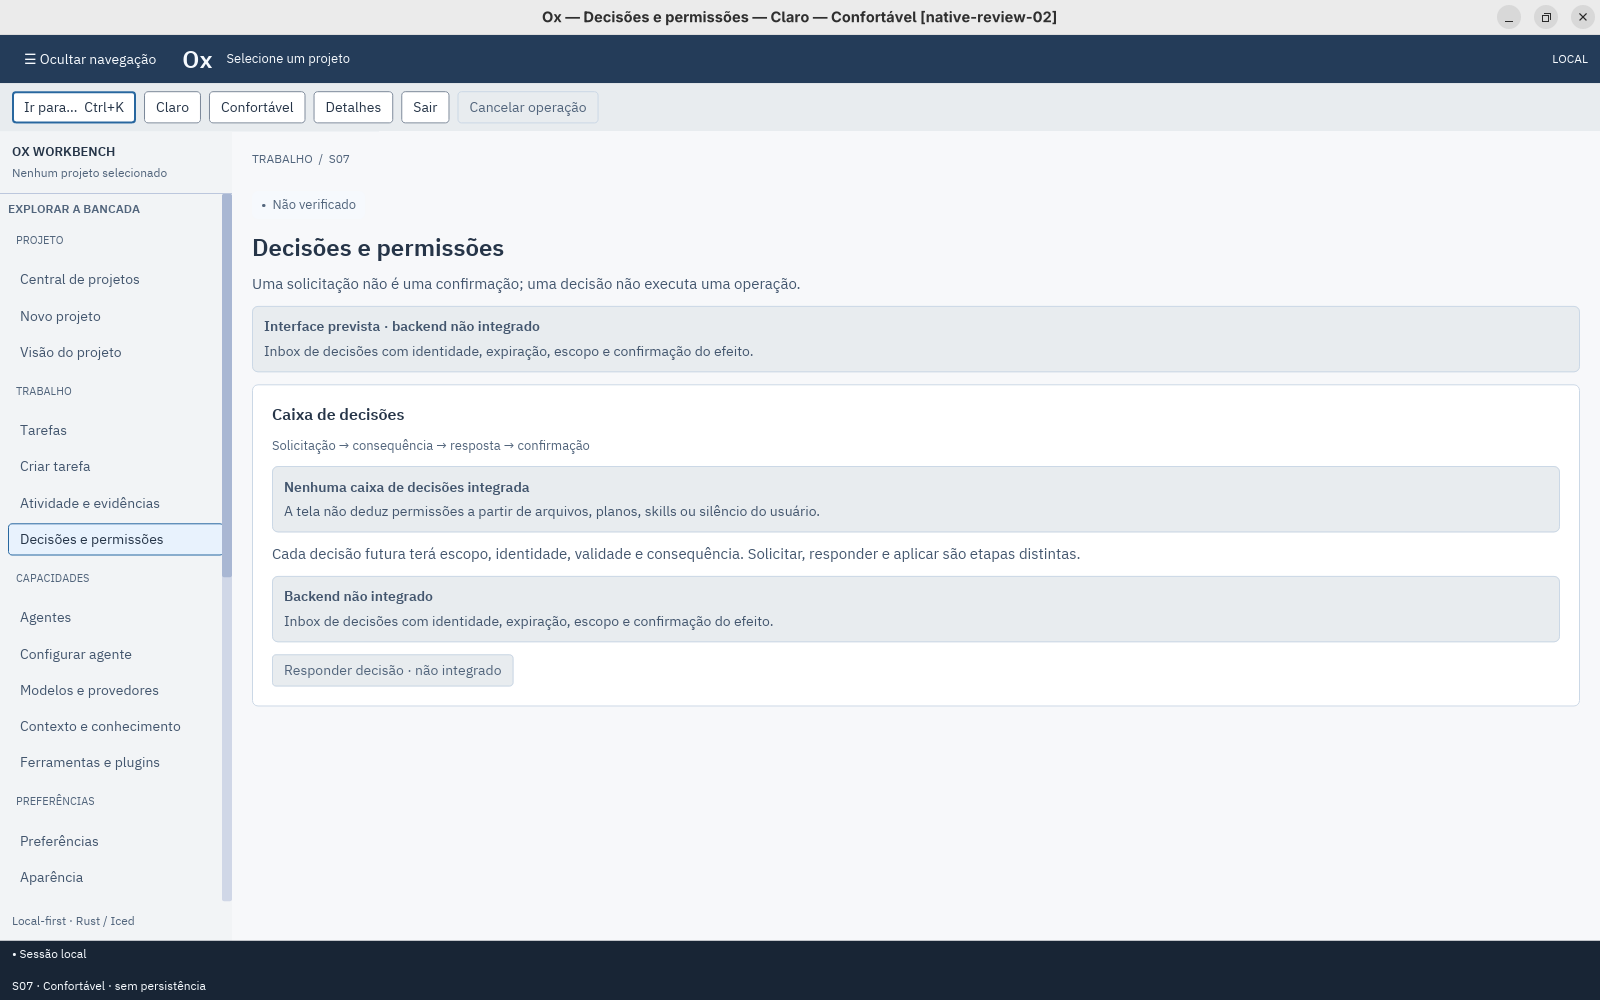 Ox — Decisões e permissões — Claro — Confortável [native-review-02]
☰ Ocultar navegação
Ox
Selecione um projeto
LOCAL
Ir para... Ctrl+K
Claro
Confortável
Detalhes
Sair
Cancelar operação
OX WORKBENCH
Nenhum projeto selecionado
EXPLORAR A BANCADA
PROJETO
Central de projetos
Novo projeto
Visão do projeto
TRABALHO
Tarefas
Criar tarefa
Atividade e evidências
Decisões e permissões
CAPACIDADES
Agentes
Configurar agente
Modelos e provedores
Contexto e conhecimento
Ferramentas e plugins
PREFERÊNCIAS
Preferências
Aparência
Local-first · Rust / Iced
TRABALHO / S07
• Não verificado
Decisões e permissões
Uma solicitação não é uma confirmação; uma decisão não executa uma operação.
Interface prevista · backend não integrado
Inbox de decisões com identidade, expiração, escopo e confirmação do efeito.
Caixa de decisões
Solicitação → consequência → resposta → confirmação
Nenhuma caixa de decisões integrada
A tela não deduz permissões a partir de arquivos, planos, skills ou silêncio do usuário.
Cada decisão futura terá escopo, identidade, validade e consequência. Solicitar, responder e aplicar são etapas distintas.
Backend não integrado
Inbox de decisões com identidade, expiração, escopo e confirmação do efeito.
Responder decisão · não integrado
• Sessão local
S07 · Confortável · sem persistência